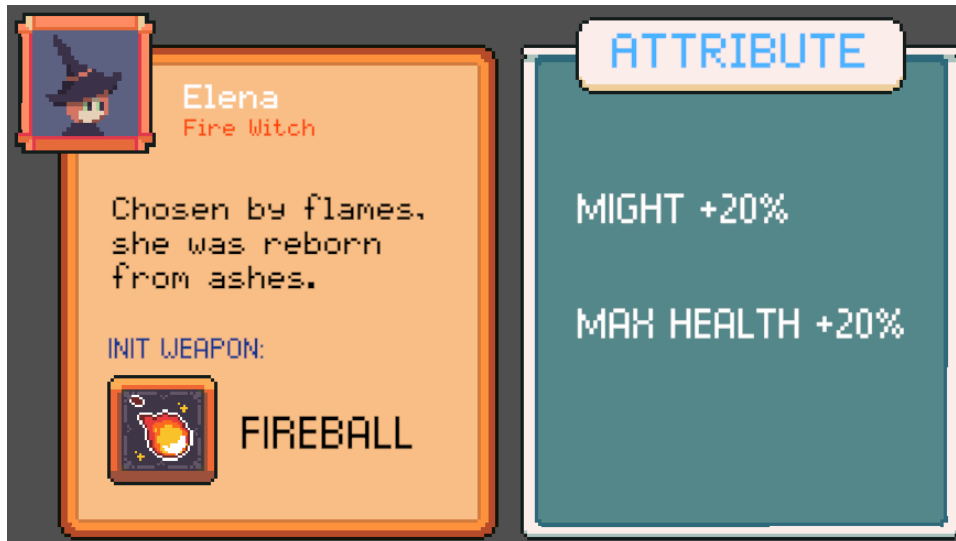 Elena
Fire Witch
Chosen by flames,
she was reborn
from ashes.
INIT WEAPON:
FIREBALL
ATTRIBUTE
MIGHT +20%
MAX HEALTH +20%